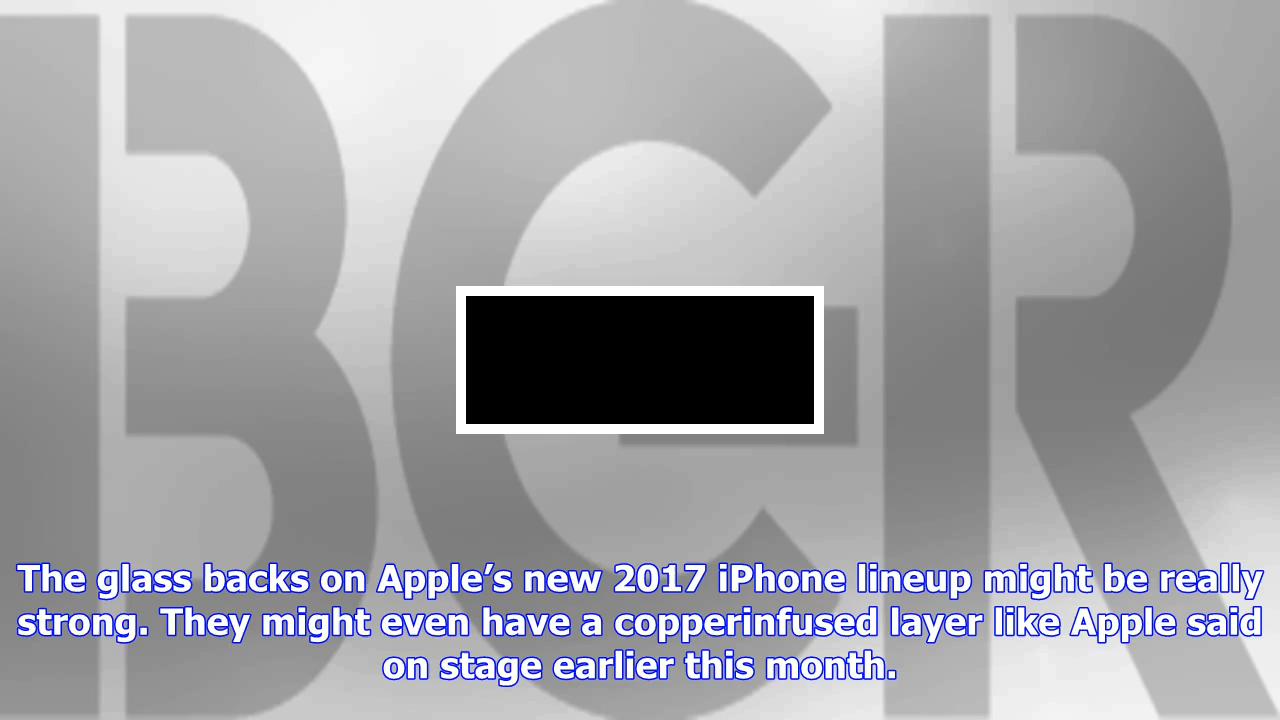 BGR
The glass backs on Apple’s new 2017 iPhone lineup might be really
strong. They might even have a copperinfused layer like Apple said
on stage earlier this month.